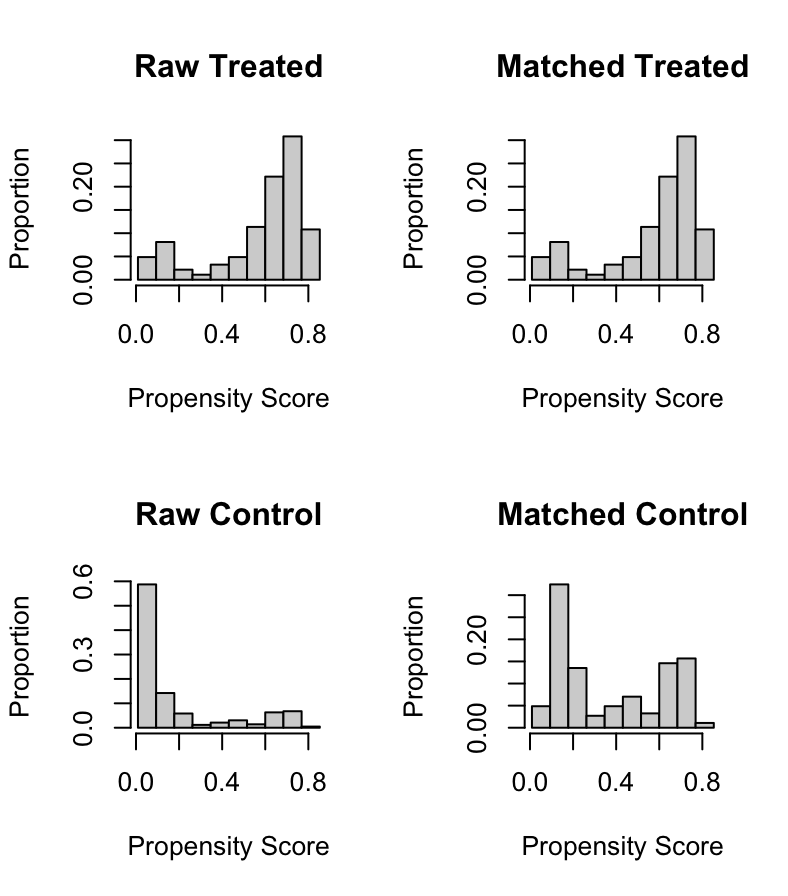 Raw Treated
Proportion
0.00 0.20
0.0 0.4 0.8
Propensity Score
Matched Treated
Proportion
0.00 0.20
0.0 0.4 0.8
Propensity Score
Raw Control
Proportion
0.0 0.3 0.6
0.0 0.4 0.8
Propensity Score
Matched Control
Proportion
0.00 0.20
0.0 0.4 0.8
Propensity Score